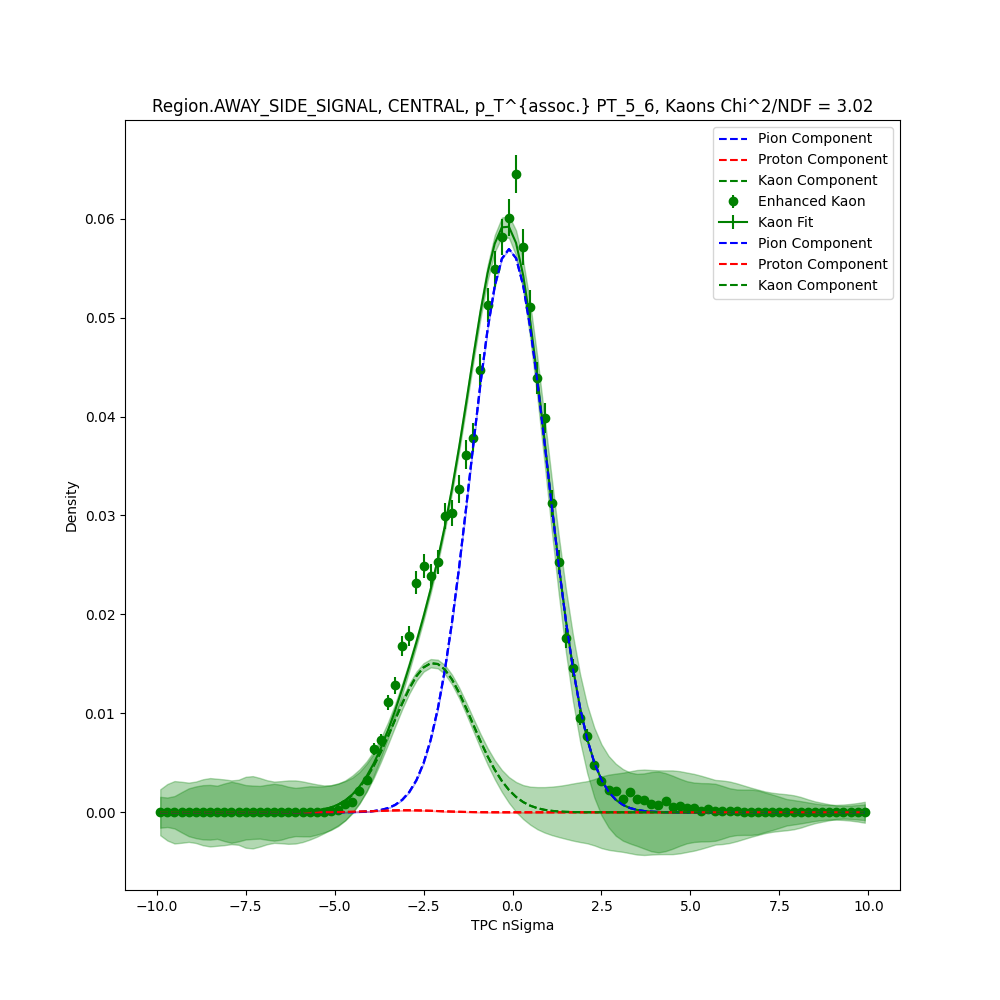 Region.AWAY_SIDE_SIGNAL, CENTRAL, p_T^{assoc.} PT_5_6, Kaons Chi^2/NDF = 3.02
Pion Component
Proton Component
Kaon Component
Enhanced Kaon
Kaon Fit
Pion Component
Proton Component
Kaon Component
0.06
0.05
0.04
0.03
0.02
0.01
0.00
Density
−10.0
−7.5
−5.0
−2.5
0.0
2.5
5.0
7.5
10.0
TPC nSigma